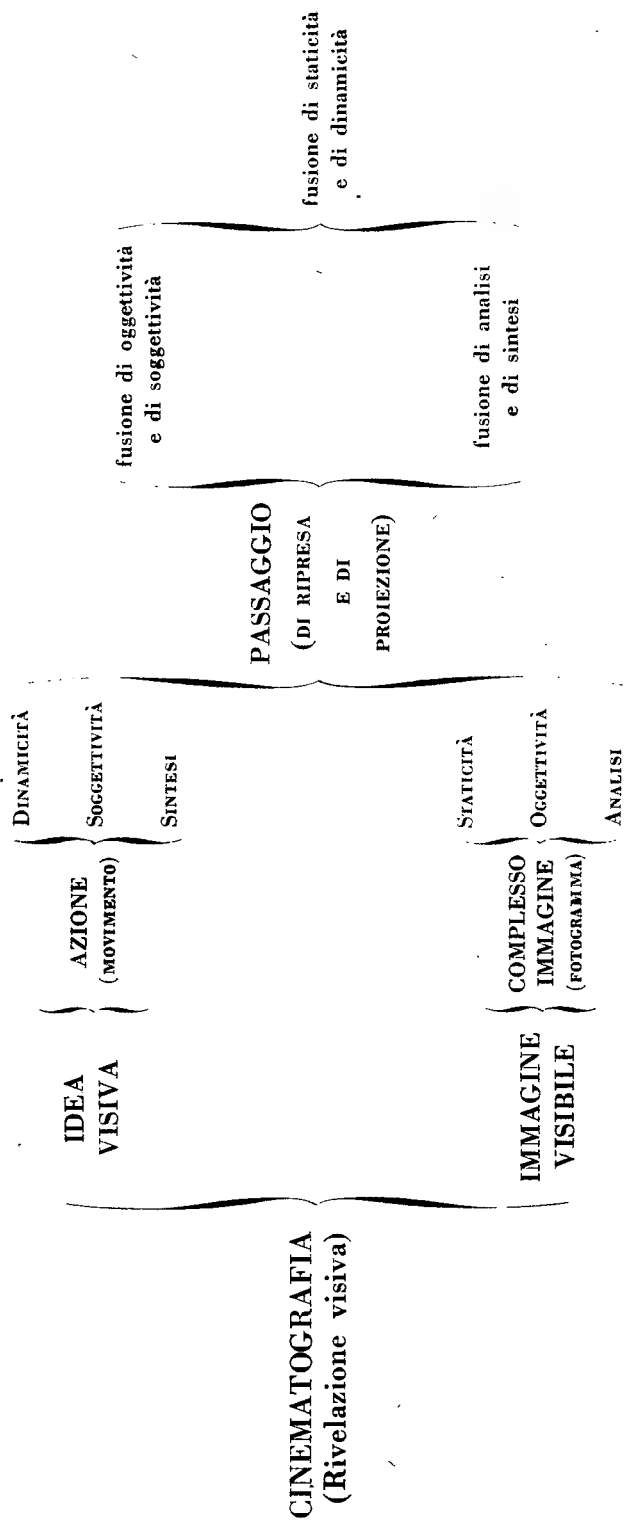 CINEMATOGRAFIA
(Rivelazione visiva)
IDEA
VISIVA
AZIONE
(MOVIMENTO)
DINAMICITÀ
SOGGETTIVITÀ
SINTESI
IMMAGINE
VISIBILE
COMPLESSO
IMMAGINE
(FOTOGRAMMA)
STATICITÀ
OGGETTIVITÀ
ANALISI
PASSAGGIO
(DI RIPRESA
E DI
PROIEZIONE)
fusione di oggettività
e di soggettività
fusione di analisi
e di sintesi
fusione di staticità
e di dinamicità